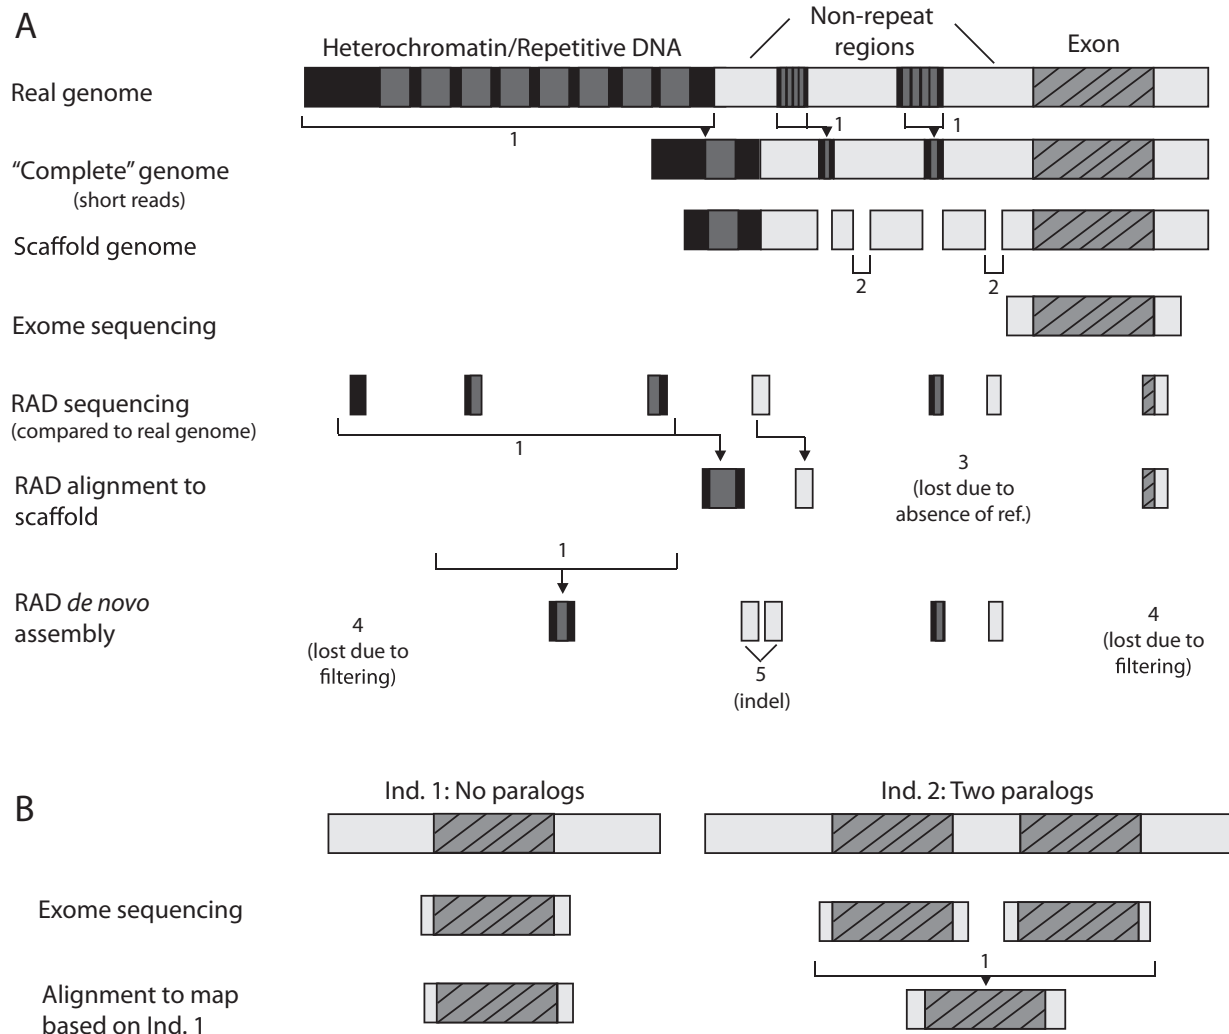 A
Non-repeat
regions
Heterochromatin/Repetitive DNA
Exon
Real genome
1
1
1
“Complete” genome
(short reads)
Scaffold genome
2
2
Exome sequencing
RAD sequencing
(compared to real genome)
1
RAD alignment to
scaffold
3
(lost due to
absence of ref.)
1
RAD de novo
assembly
4
(lost due to
filtering)
5
(indel)
4
(lost due to
filtering)
B
Ind. 1: No paralogs
Ind. 2: Two paralogs
Exome sequencing
1
Alignment to map
based on Ind. 1